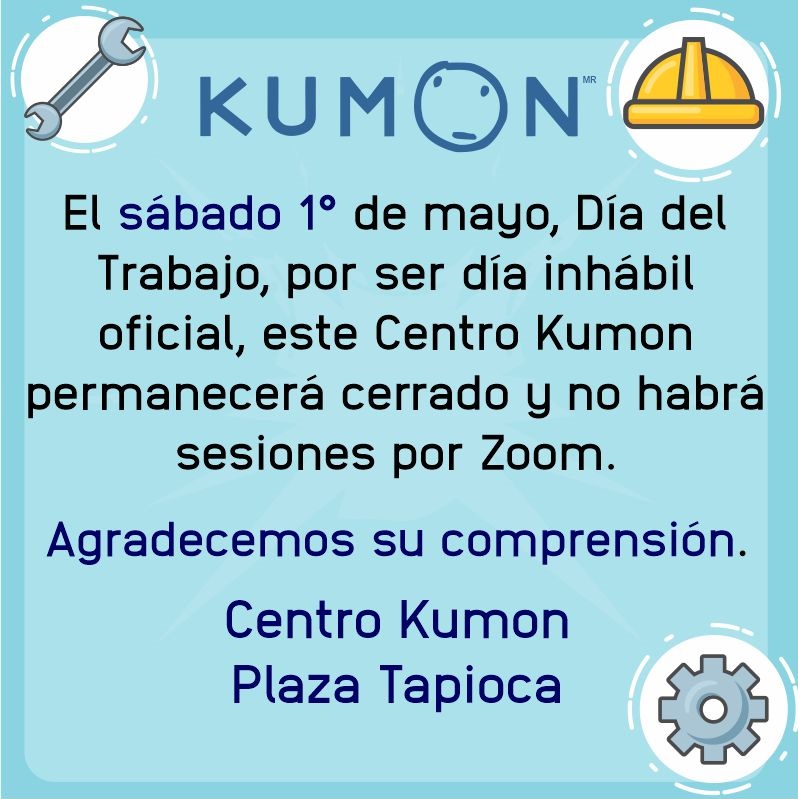 KUMON MR
El sábado 1° de mayo, Día del
Trabajo, por ser día inhábil
oficial, este Centro Kumon
permanecerá cerrado y no habrá
sesiones por Zoom.
Agradecemos su comprensión.
Centro Kumon
Plaza Tapioca